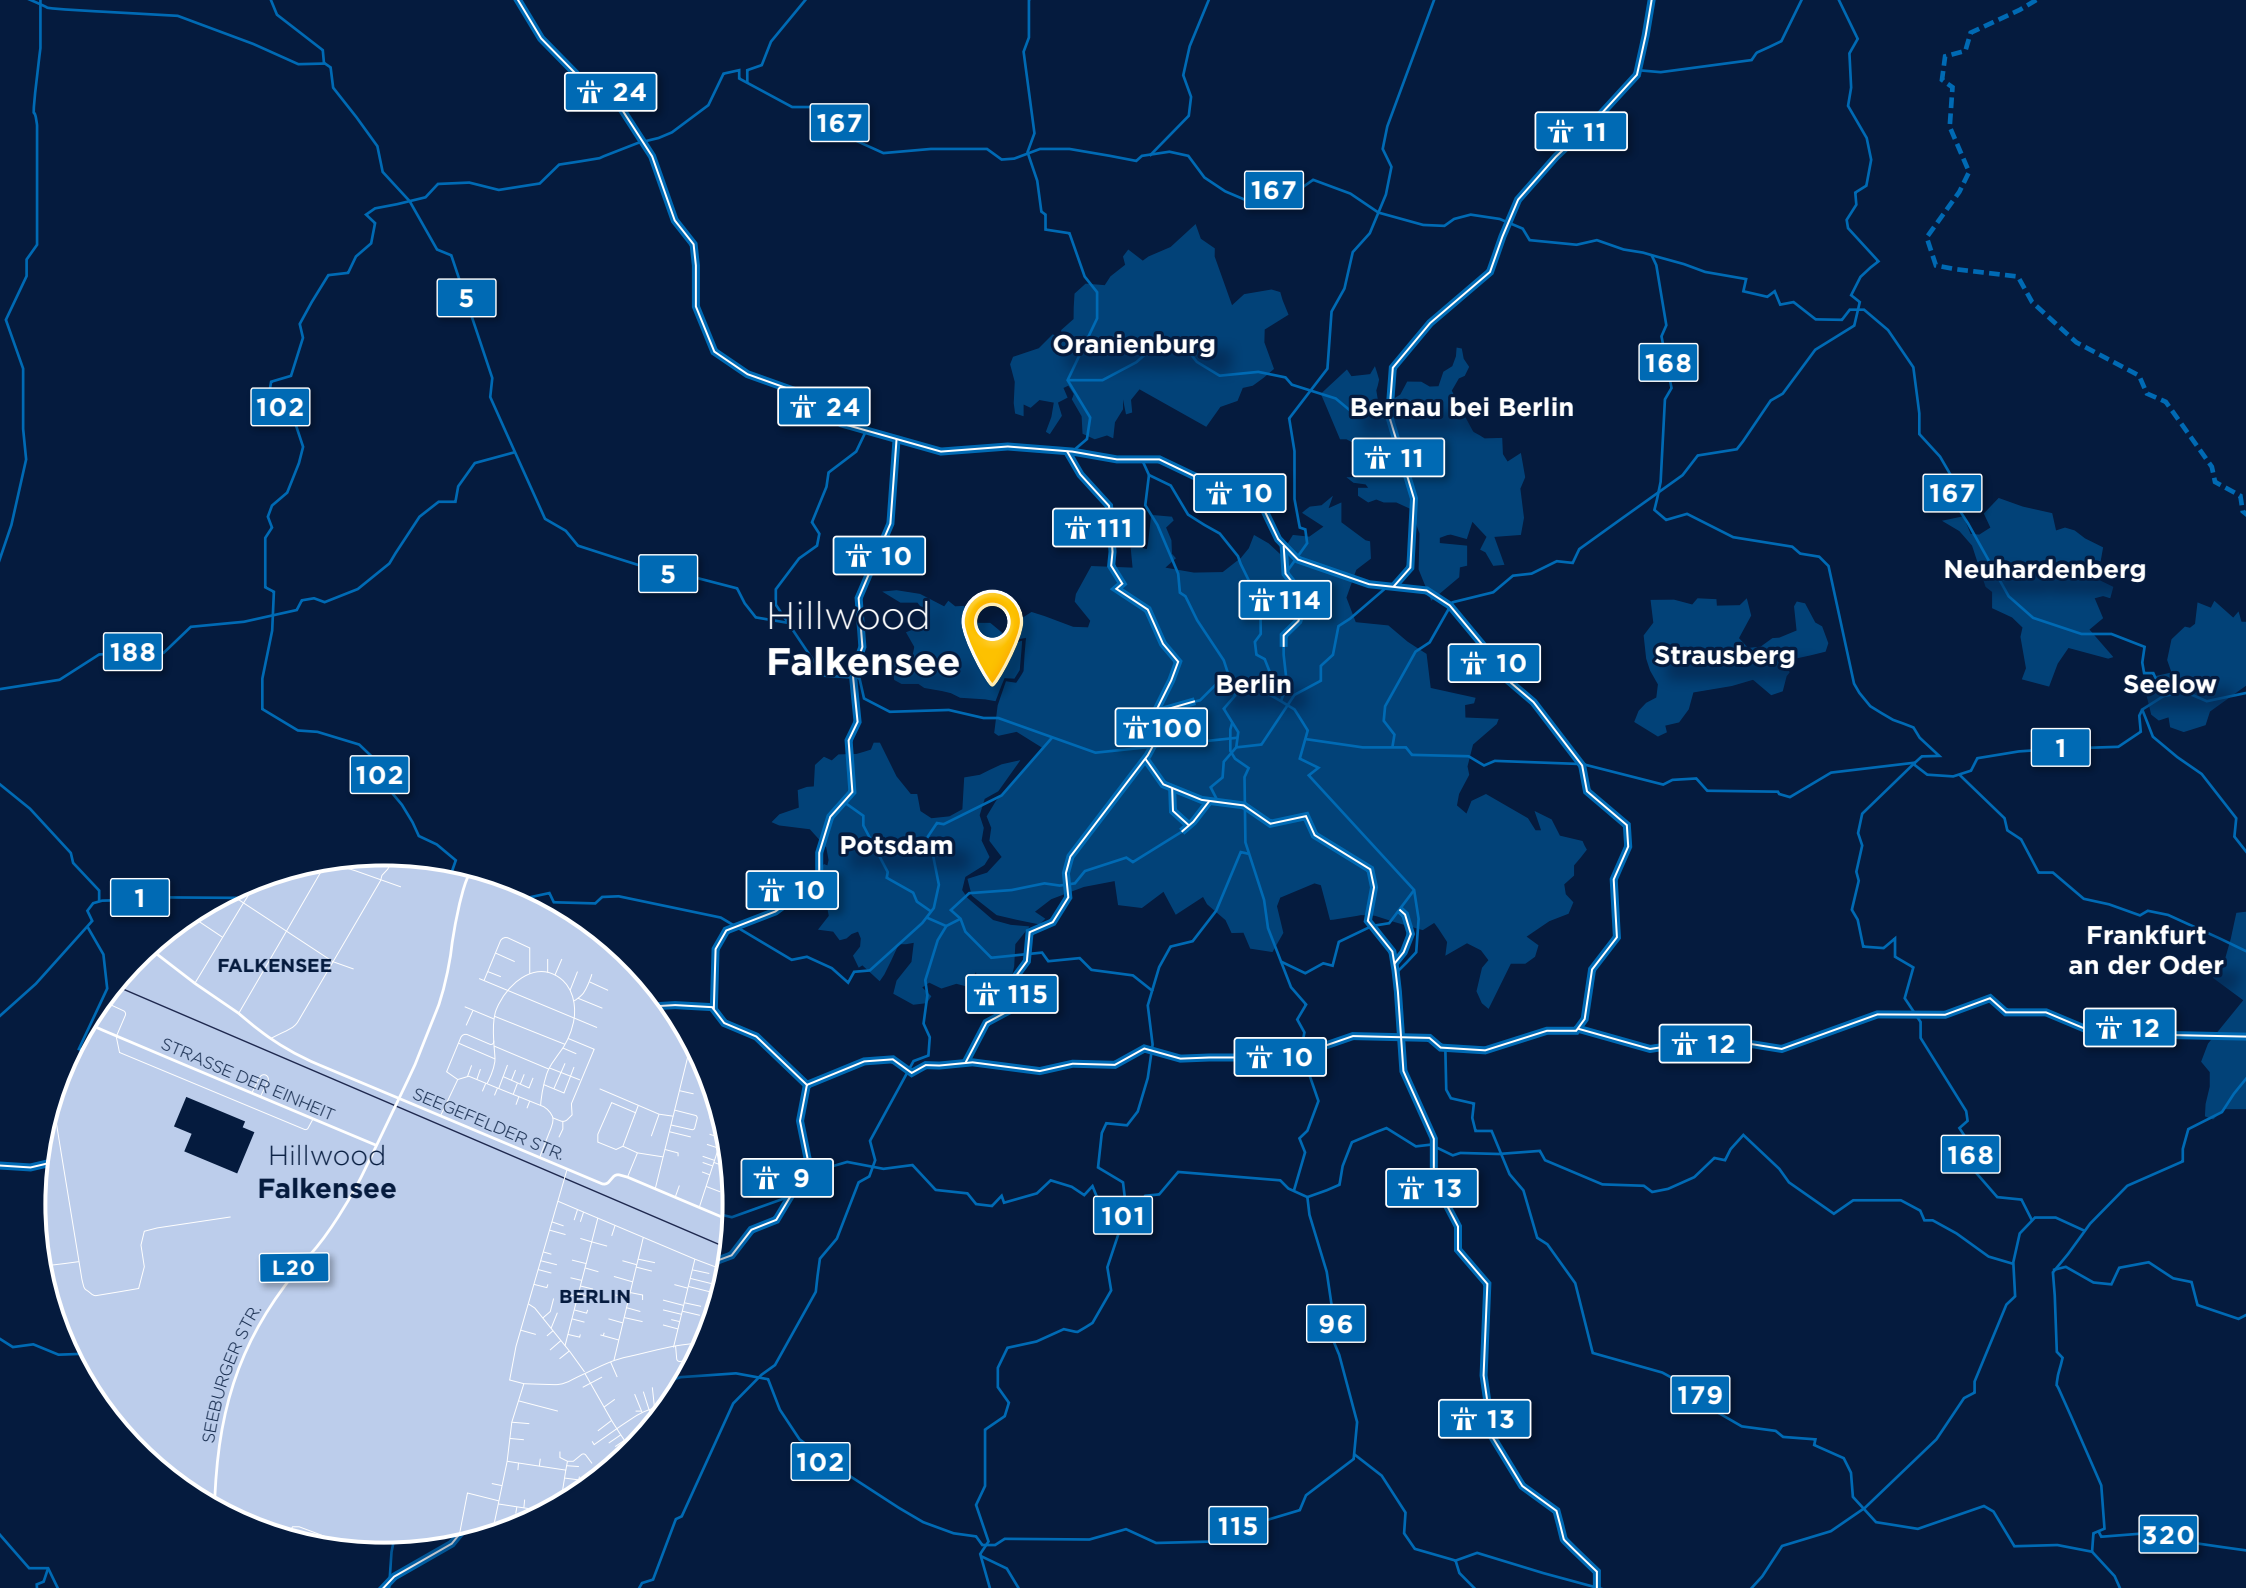 24
167
11
167
5
168
102
24
Oranienburg
Bernau bei Berlin
11
10
167
111
10
5
114
Neuhardenberg
Hillwood
Falkensee
188
10
Strausberg
Berlin
Seelow
100
1
102
Potsdam
10
1
Frankfurt
an der Oder
115
10
12
12
FALKENSEE
STRASSE DER EINHEIT
SEEGEFELDER STR.
Hillwood
Falkensee
L20
BERLIN
SEEBURGER STR.
9
168
13
101
96
179
13
102
115
320